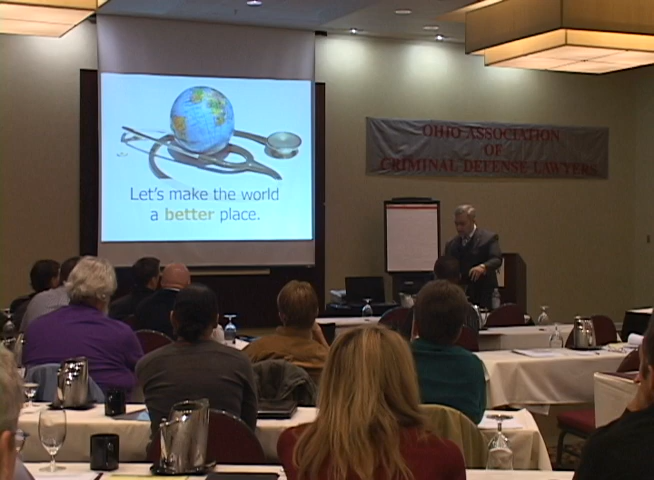 Let's make the world
a better place.
OHIO ASSOCIATION
OF
CRIMINAL DEFENSE LAWYERS